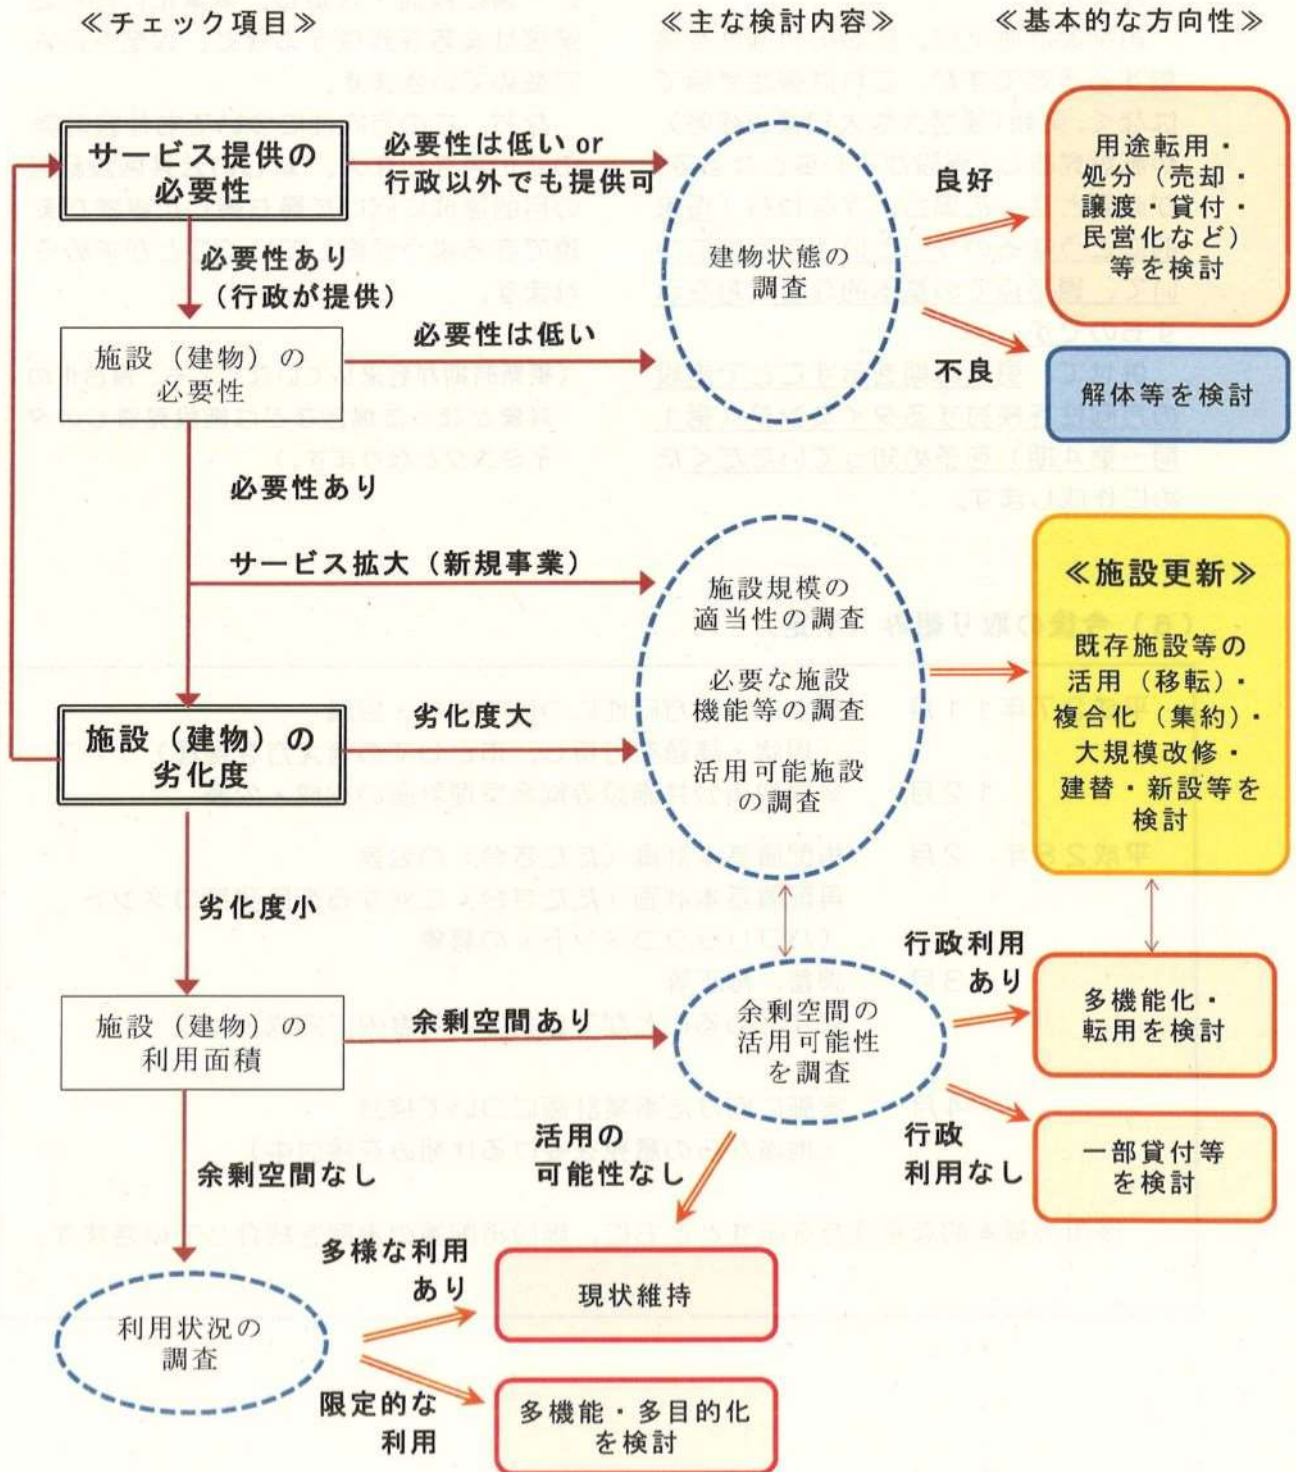 ≪チェック項目≫
≪主な検討内容≫
≪基本的な方向性≫
サービス提供の
必要性
必要性は低い or
行政以外でも提供可
建物状態の
調査
良好
用途転用・
処分（売却・
譲渡・貸付・
民営化など）
等を検討
必要性あり
（行政が提供）
施設（建物）の
必要性
必要性は低い
不良
解体等を検討
必要性あり
サービス拡大（新規事業）
施設規模の
適当性の調査
必要な施設
機能等の調査
活用可能施設
の調査
≪施設更新≫
既存施設等の
活用（移転）・
複合化（集約）・
大規模改修・
建替・新設等を
検討
施設（建物）の
劣化度
劣化度大
劣化度小
施設（建物）の
利用面積
余剰空間あり
余剰空間の
活用可能性
を調査
行政利用
あり
多機能化・
転用を検討
行政
利用なし
一部貸付等
を検討
余剰空間なし
活用の
可能性なし
利用状況の
調査
多様な利用
あり
現状維持
限定的な
利用
多機能・多目的化
を検討